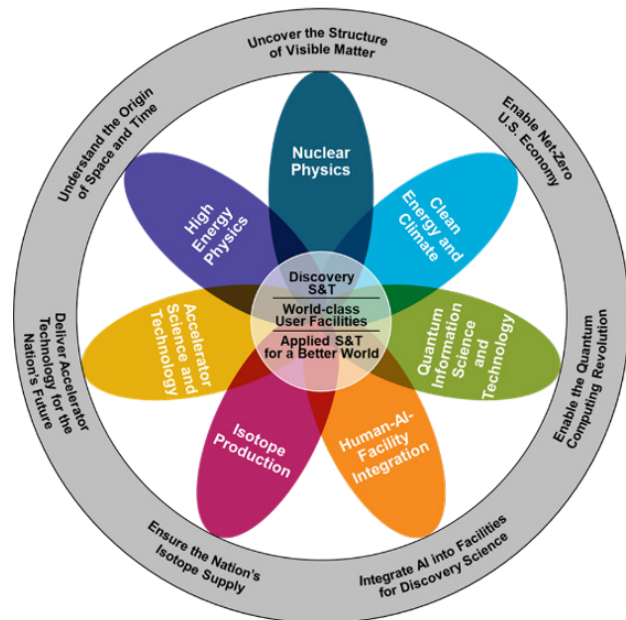 Uncover the Structure
of Visible Matter
Enable Net-Zero
U.S. Economy
Enable the Quantum
Computing Revolution
Integrate AI into Facilities
for Discovery Science
Ensure the Nation's
Isotope Supply
Deliver Accelerator
Technology for the
Nation's Future
Understand the Origin
of Space and Time
Nuclear
Physics
Clean
Energy and
Climate
Quantum
Information
Science
and
Technology
Human-AI-
Facility
Integration
Isotope
Production
Accelerator
Science and
Technology
High
Energy
Physics
Discovery
S&T
World-class
User Facilities
Applied S&T
for a Better World